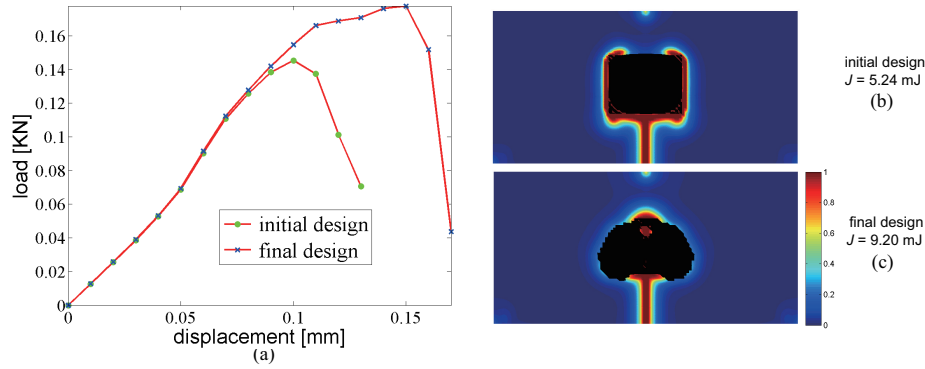 0.16
0.14
0.12
0.1
0.08
0.06
0.04
0.02
0
load [KN]
initial design
final design
0
0.05
0.1
0.15
displacement [mm]
(a)
initial design
J = 5.24 mJ
(b)
1
0.8
0.6
0.4
0.2
0
final design
J = 9.20 mJ
(c)